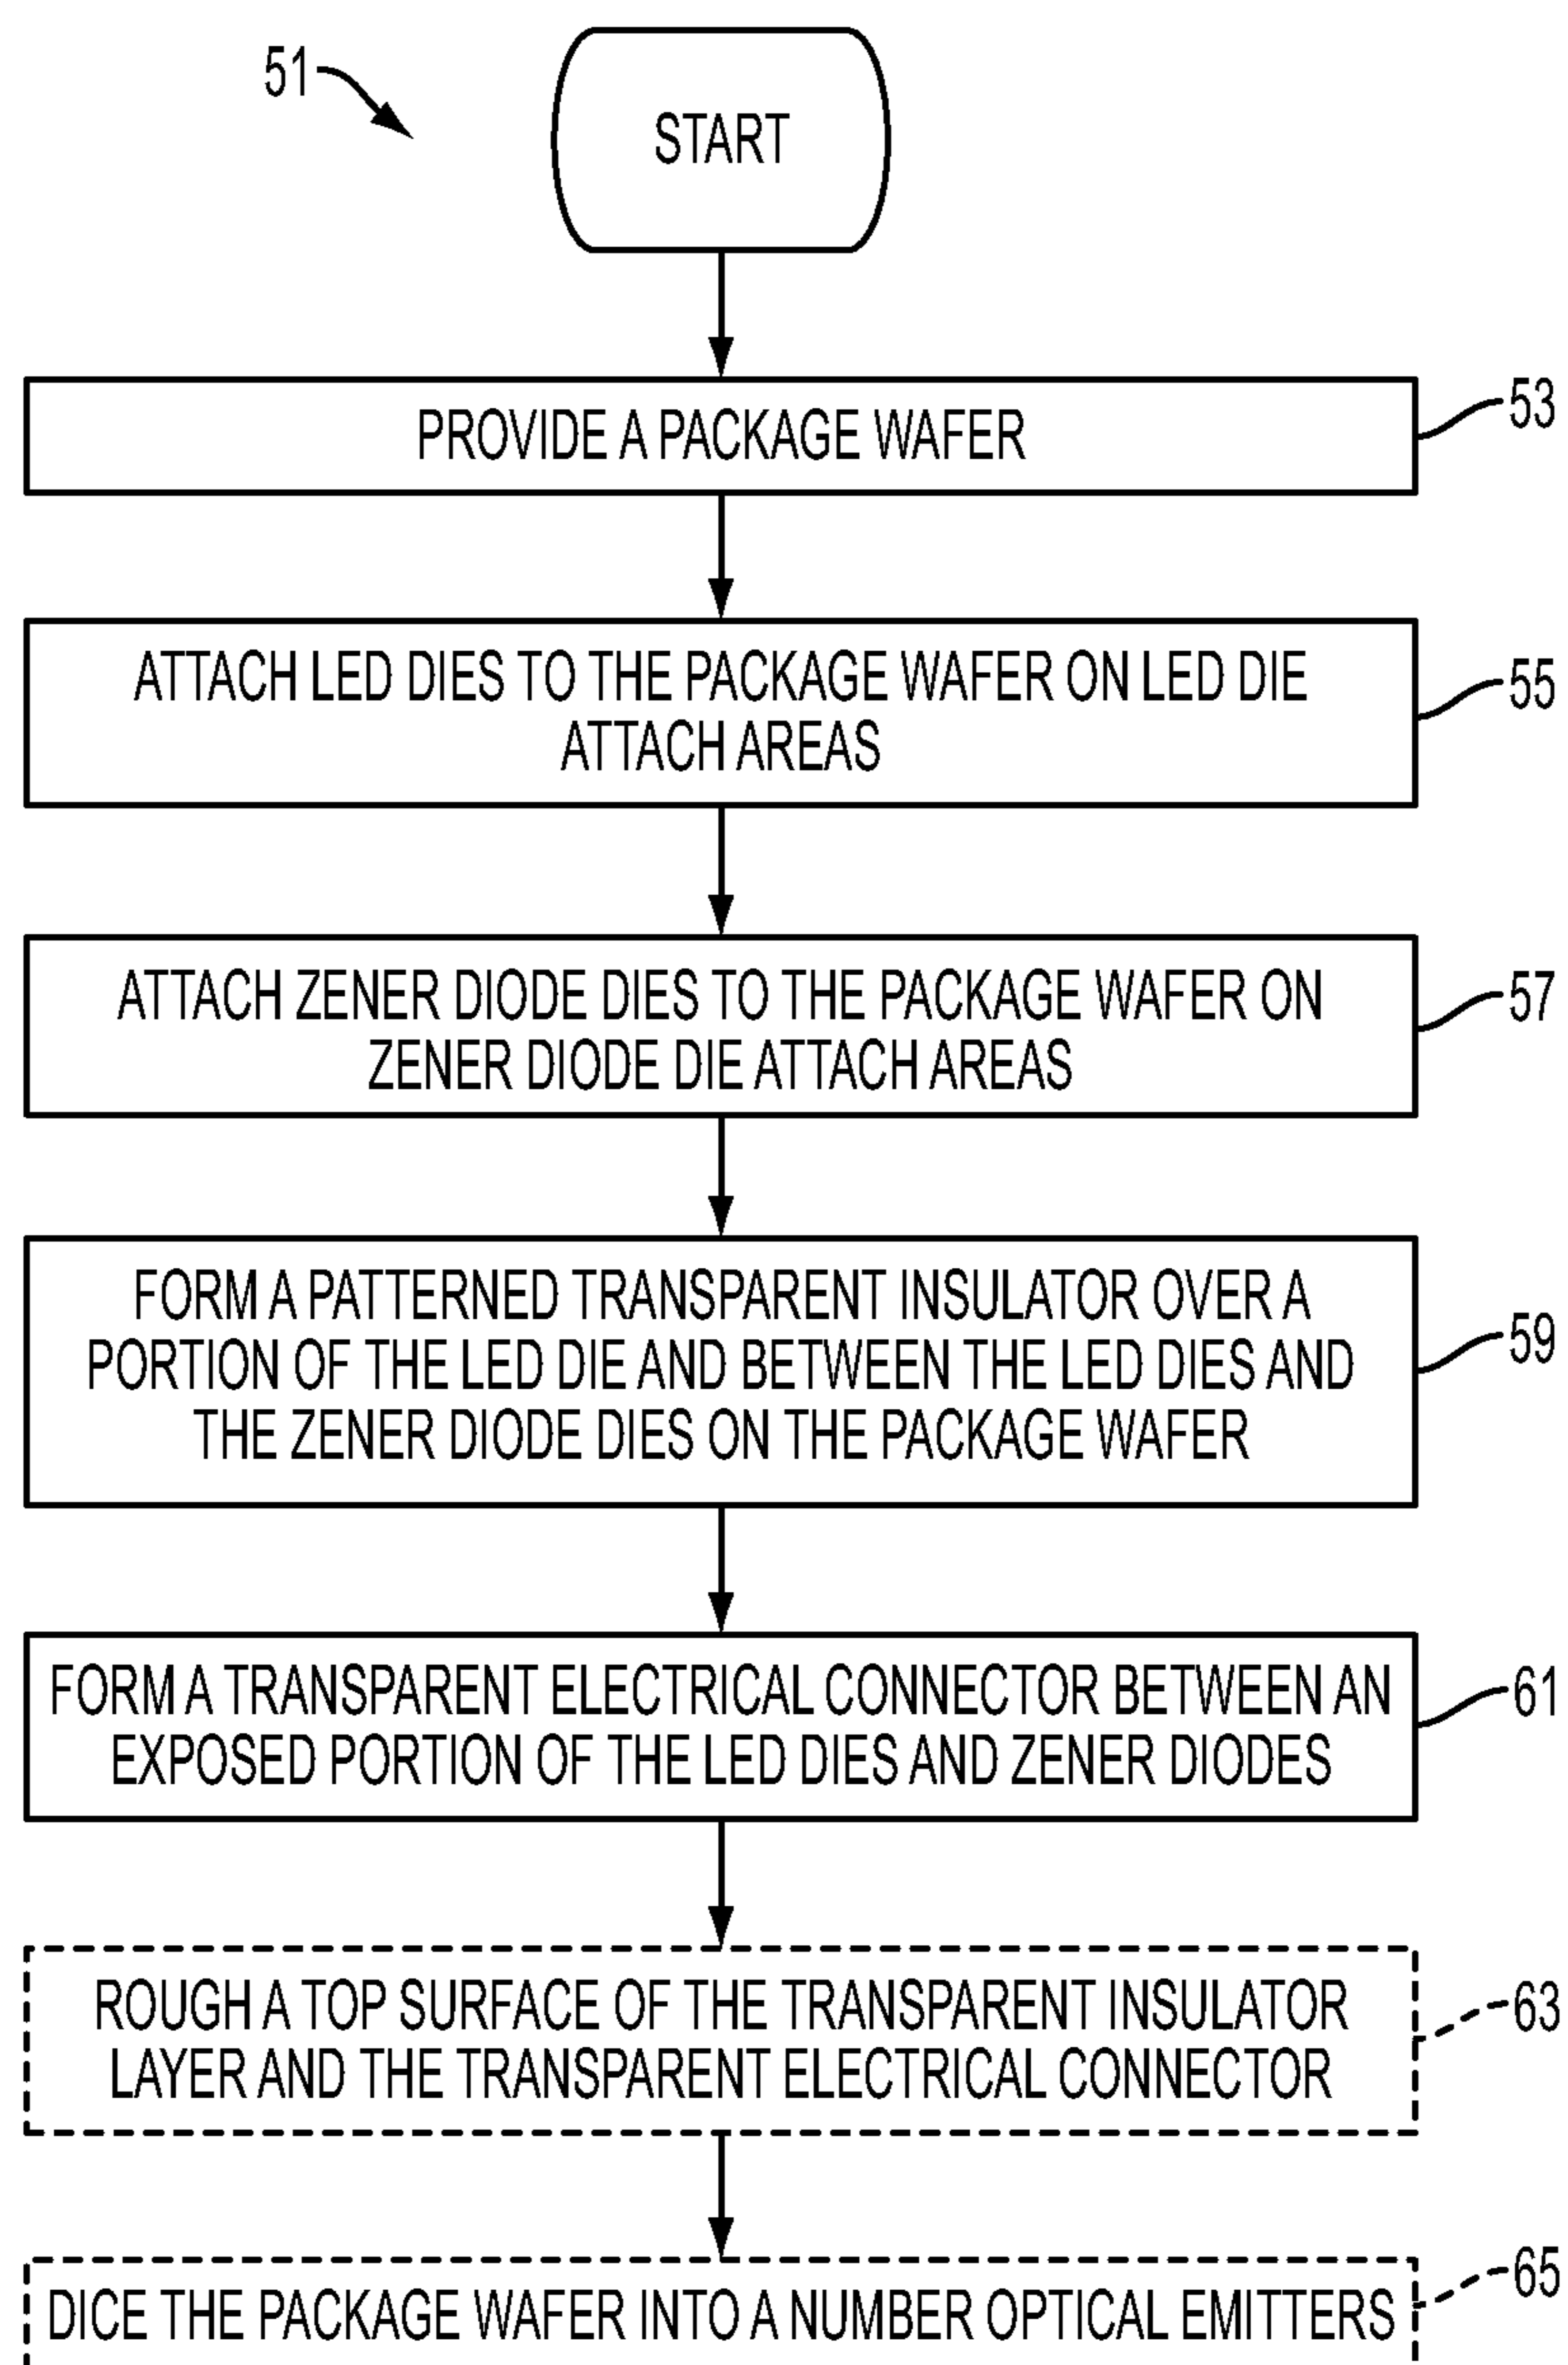 51
START
PROVIDE A PACKAGE WAFER
53
ATTACH LED DIES TO THE PACKAGE WAFER ON LED DIE
ATTACH AREAS
55
ATTACH ZENER DIODE DIES TO THE PACKAGE WAFER ON
ZENER DIODE DIE ATTACH AREAS
57
FORM A PATTERNED TRANSPARENT INSULATOR OVER A
PORTION OF THE LED DIE AND BETWEEN THE LED DIES AND
THE ZENER DIODE DIES ON THE PACKAGE WAFER
59
FORM A TRANSPARENT ELECTRICAL CONNECTOR BETWEEN AN
EXPOSED PORTION OF THE LED DIES AND ZENER DIODES
61
ROUGH A TOP SURFACE OF THE TRANSPARENT INSULATOR
LAYER AND THE TRANSPARENT ELECTRICAL CONNECTOR
63
DICE THE PACKAGE WAFER INTO A NUMBER OPTICAL EMITTERS
65